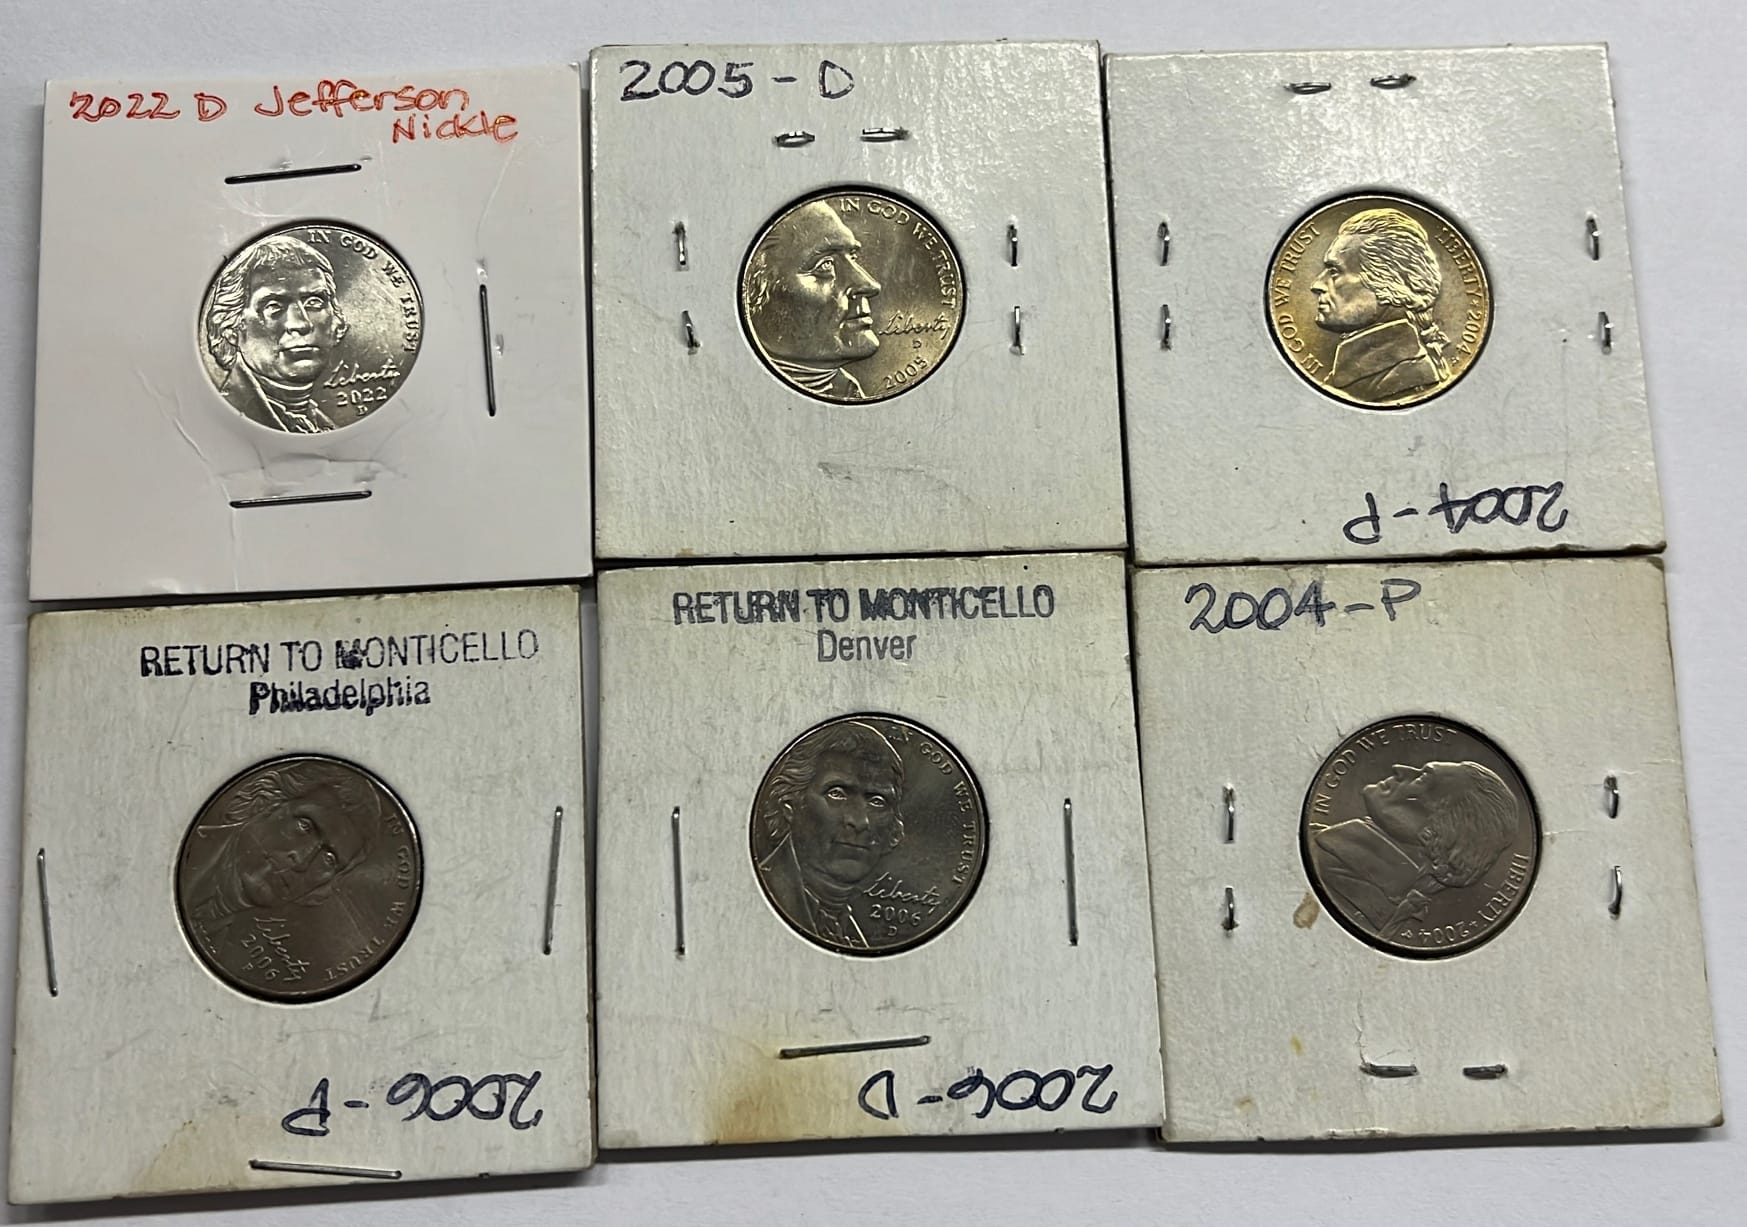 2022 D Jefferson
Nickle
IN GOD WE TRUST
Liberty
2022
D
2005 - D
IN GOD WE TRUST
Liberty
D
2005
IN GOD WE TRUST
LIBERTY 2004
2004-P
RETURN TO MONTICELLO
Philadelphia
IN GOD WE TRUST
Liberty
2006
P
2006-P
RETURN TO MONTICELLO
Denver
IN GOD WE TRUST
Liberty
2006
D
2006-D
2004-P
IN GOD WE TRUST
LIBERTY 2004